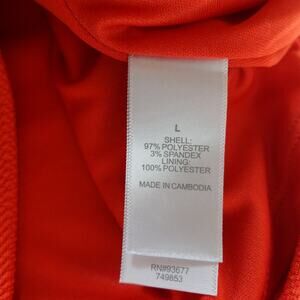 L
SHELL:
97% POLYESTER
3% SPANDEX
LINING:
100% POLYESTER
MADE IN CAMBODIA
RN#93677
749853